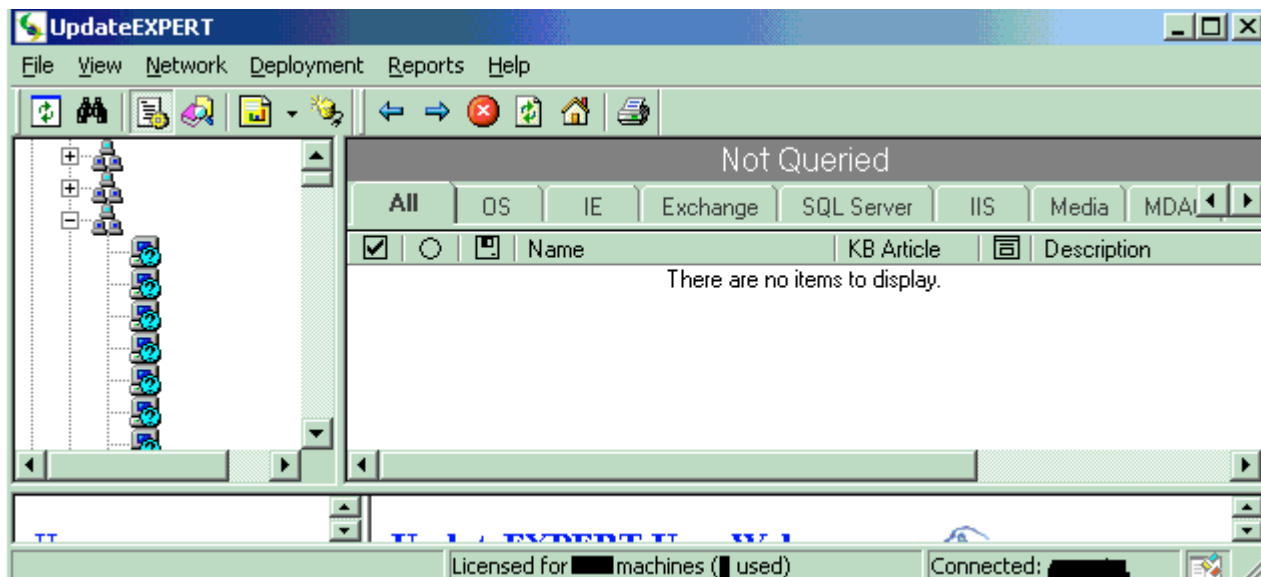 UpdateEXPERT
File View Network Deployment Reports Help
Not Queried
All OS IE Exchange SQL Server IIS Media
Name KB Article Description
There are no items to display.
Licensed for machines ( used) Connected: